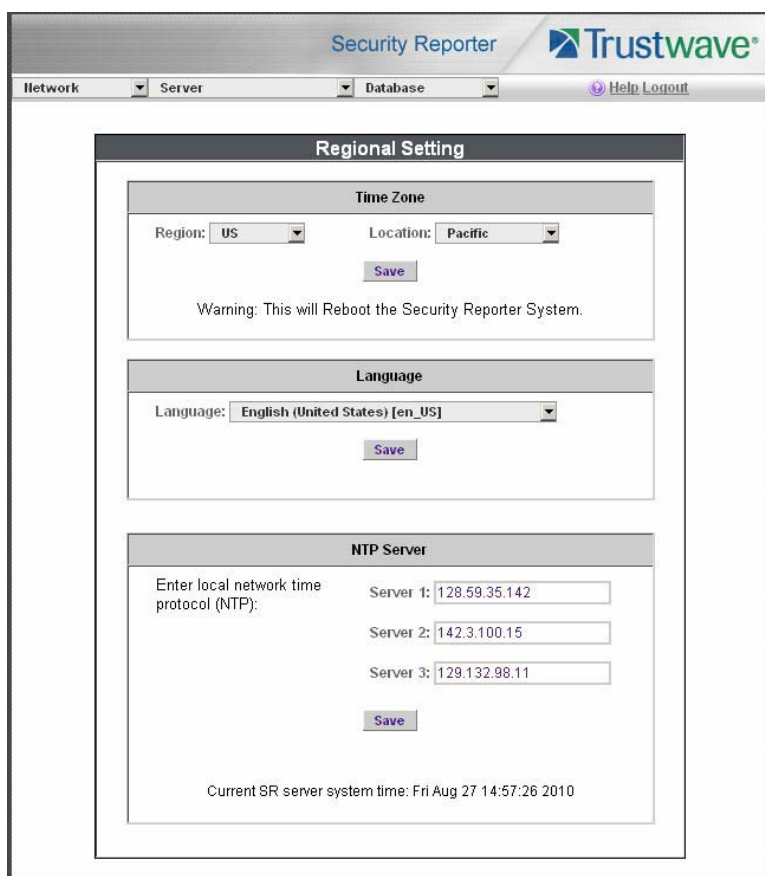 Security Reporter Trustwave®
Network Server Database Help Logout
Regional Setting
Time Zone
Region: US Location: Pacific
Save
Warning: This will Reboot the Security Reporter System.
Language
Language: English (United States) [en_US]
Save
NTP Server
Enter local network time
protocol (NTP):
Server 1: 128.59.35.142
Server 2: 142.3.100.15
Server 3: 129.132.98.11
Save
Current SR server system time: Fri Aug 27 14:57:26 2010